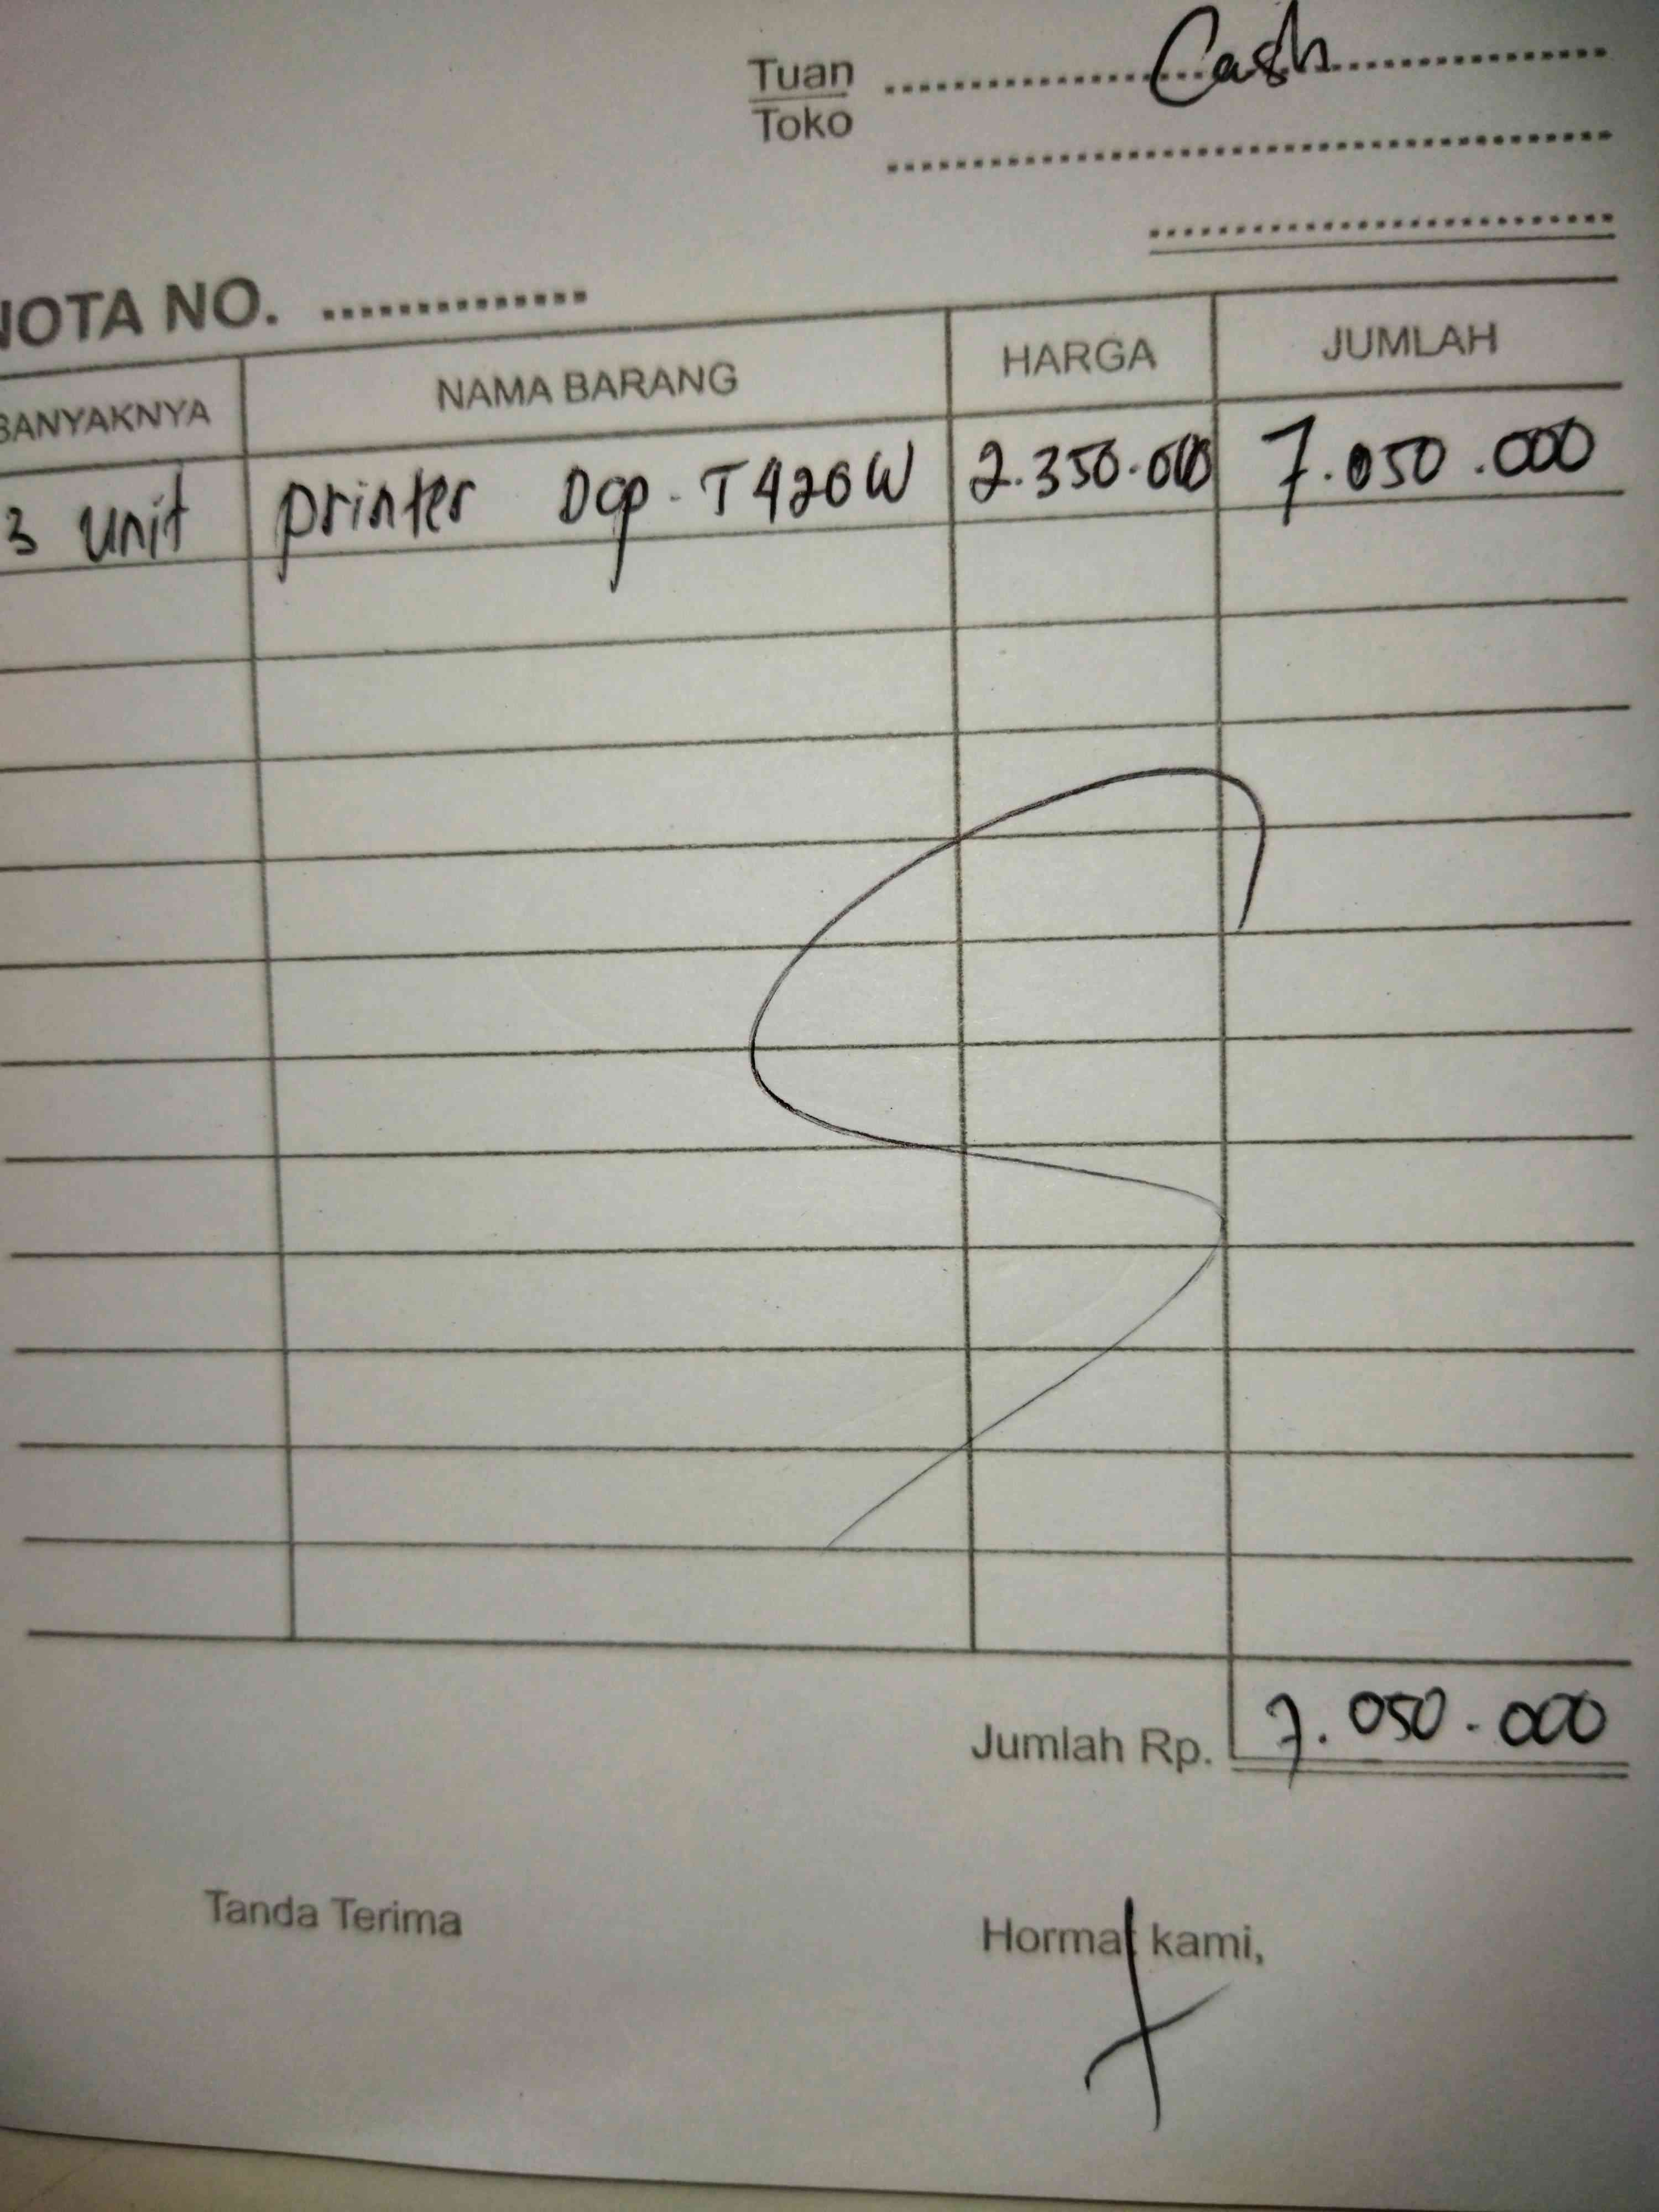 Tuan Cash
Toko
NOTA NO.
BANYAKNYA NAMA BARANG HARGA JUMLAH
3 unit printer Dcp-T420W 2.350.000 7.050.000
Jumlah Rp. 7.050.000
Tanda Terima Hormat kami,